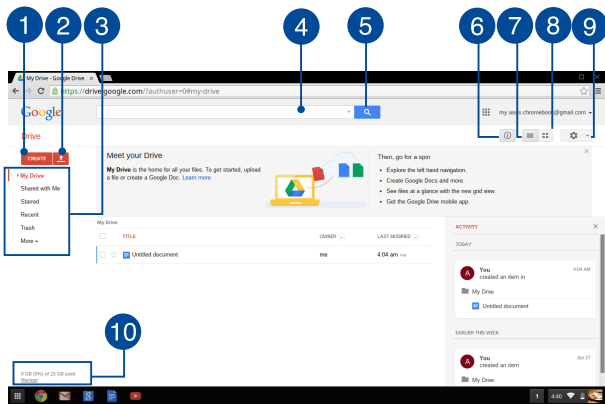 1 2 3 4 5 6 7 8 9
My Drive - Google Drive ×
https://drive.google.com/?authuser=0#my-drive
Google
my.asus.chromebook@gmail.com
Drive
CREATE
My Drive
Shared with Me
Starred
Recent
Trash
More
Meet your Drive
My Drive is the home for all your files. To get started, upload
a file or create a Google Doc. Learn more
Then, go for a spin
• Explore the left hand navigation.
• Create Google Docs and more.
• See files at a glance with the new grid view.
• Get the Google Drive mobile app.
My Drive
TITLE OWNER LAST MODIFIED
Untitled document me 4:04 am me
ACTIVITY
TODAY
A You 4:04 AM
created an item in
My Drive
Untitled document
EARLIER THIS WEEK
A You Jan 27
created an item
My Drive
10
0 GB (0%) of 15 GB used
Manage
8
1 4:40